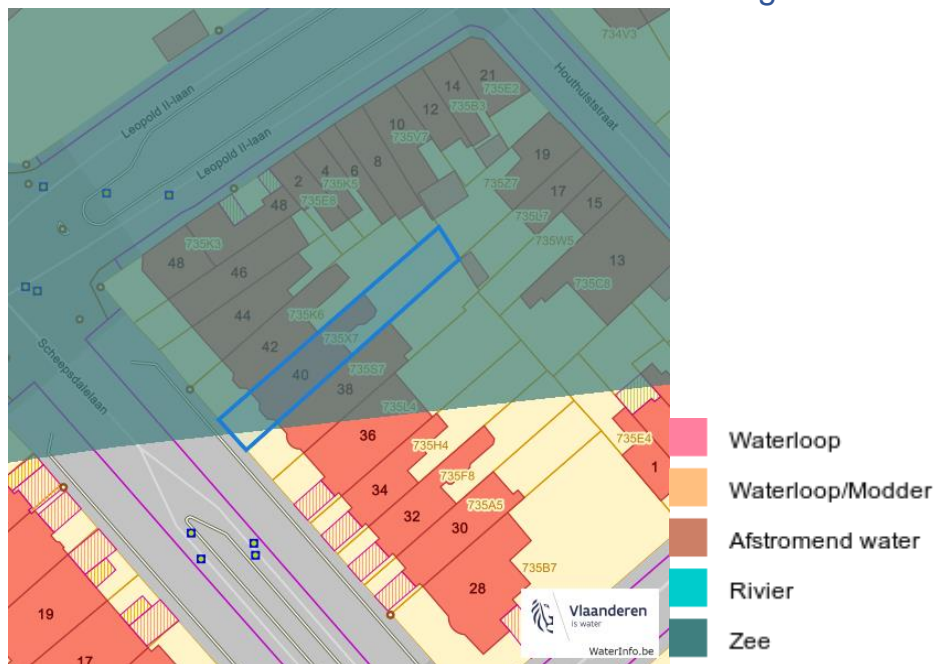 g
734V3
21
735E2
14
735B3
12
Houthulststraat
10
735V7
Leopold II-laan
8
6
735K5
4
Leopold II-laan
2
735E8
48
19
735Z7
17
735L7
15
735W5
735K3
48
46
13
735C8
44
735K6
42
735X7
40
735S7
38
Scheepsdalelaan
735L4
36
735H4
735E4
1
735F8
34
735A5
32
30
735B7
28
19
17
Vlaanderen
is water
WaterInfo.be
Waterloop
Waterloop/Modder
Afstromend water
Rivier
Zee